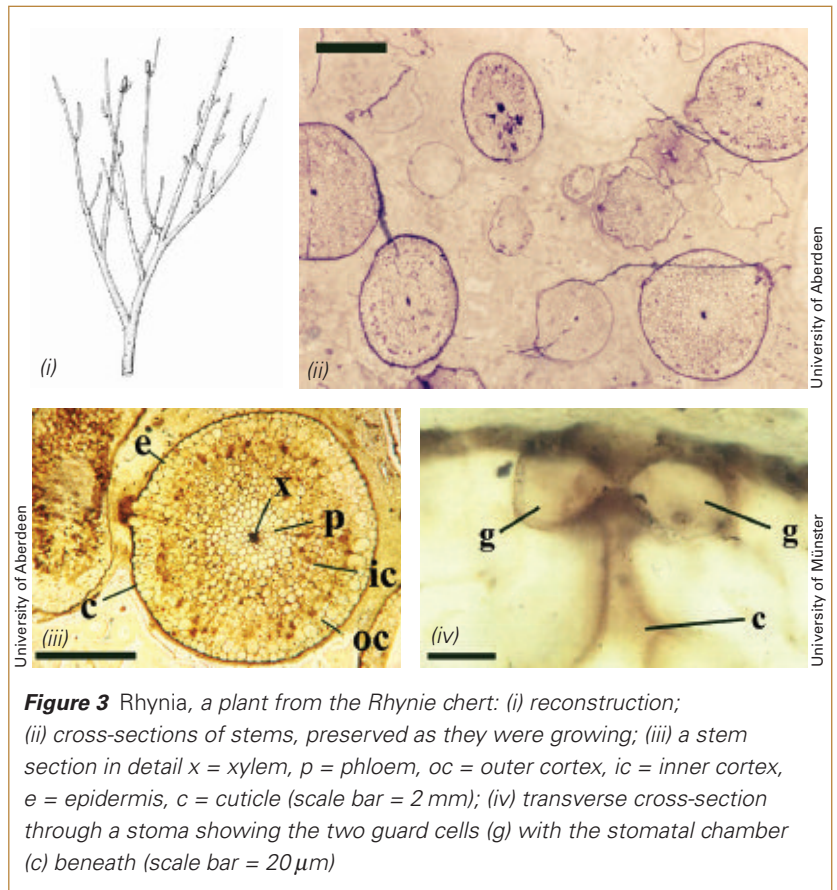 (i)
(ii)
University of Aberdeen
University of Aberdeen
e
x
p
ic
c
oc
(iii)
g
g
c
(iv)
University of Münster
Figure 3 Rhynia, a plant from the Rhynie chert: (i) reconstruction;
(ii) cross-sections of stems, preserved as they were growing; (iii) a stem
section in detail x = xylem, p = phloem, oc = outer cortex, ic = inner cortex,
e = epidermis, c = cuticle (scale bar = 2 mm); (iv) transverse cross-section
through a stoma showing the two guard cells (g) with the stomatal chamber
(c) beneath (scale bar = 20 µm)